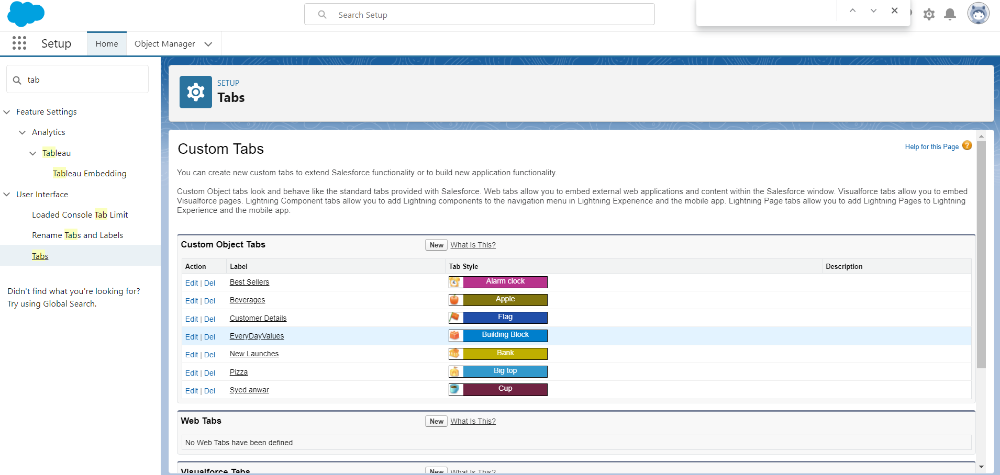 Search Setup
Setup
Home
Object Manager
tab
Feature Settings
Analytics
Tableau
Tableau Embedding
User Interface
Loaded Console Tab Limit
Rename Tabs and Labels
Tabs
Didn't find what you're looking for?
Try using Global Search.
SETUP
Tabs
Custom Tabs
Help for this Page ?
You can create new custom tabs to extend Salesforce functionality or to build new application functionality.
Custom Object tabs look and behave like the standard tabs provided with Salesforce. Web tabs allow you to embed external web applications and content within the Salesforce window. Visualforce tabs allow you to embed
Visualforce pages. Lightning Component tabs allow you to add Lightning components to the navigation menu in Lightning Experience and the mobile app. Lightning Page tabs allow you to add Lightning Pages to Lightning
Experience and the mobile app.
Custom Object Tabs New What Is This?
Action Label Tab Style Description
Edit | Del Best Sellers Alarm clock
Edit | Del Beverages Apple
Edit | Del Customer Details Flag
Edit | Del EveryDayValues Building Block
Edit | Del New Launches Bank
Edit | Del Pizza Big top
Edit | Del Syed anwar Cup
Web Tabs New What Is This?
No Web Tabs have been defined
Visualforce Tabs New What Is This?